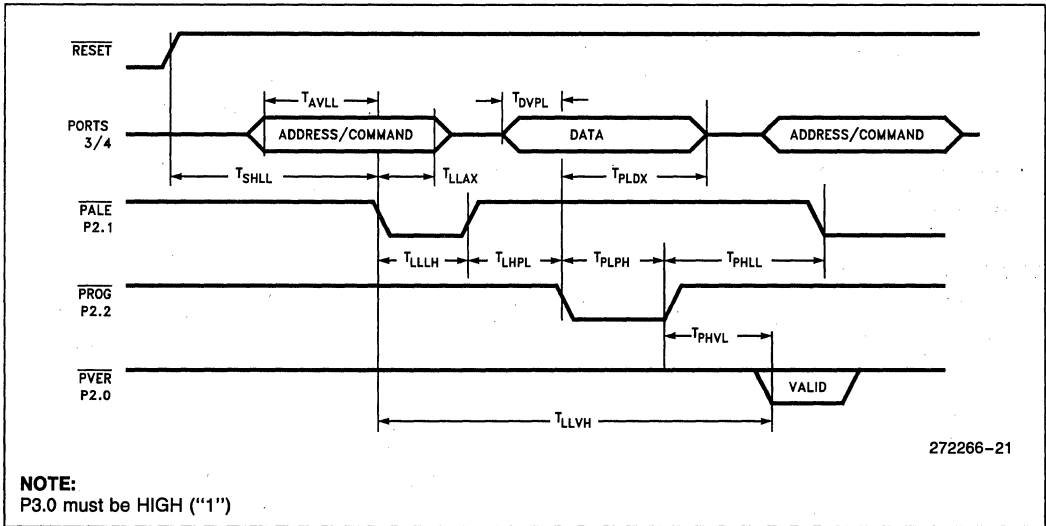 RESET
TAVLL
TDVPL
PORTS
3/4
ADDRESS/COMMAND
DATA
ADDRESS/COMMAND
TSHLL
TLLAX
TPLDX
PALE
P2.1
TLLLH
TLHPL
TPLPH
TPHLL
PROG
P2.2
TPHVL
PVER
P2.0
VALID
TLLVH
272266-21
NOTE:
P3.0 must be HIGH ("1")